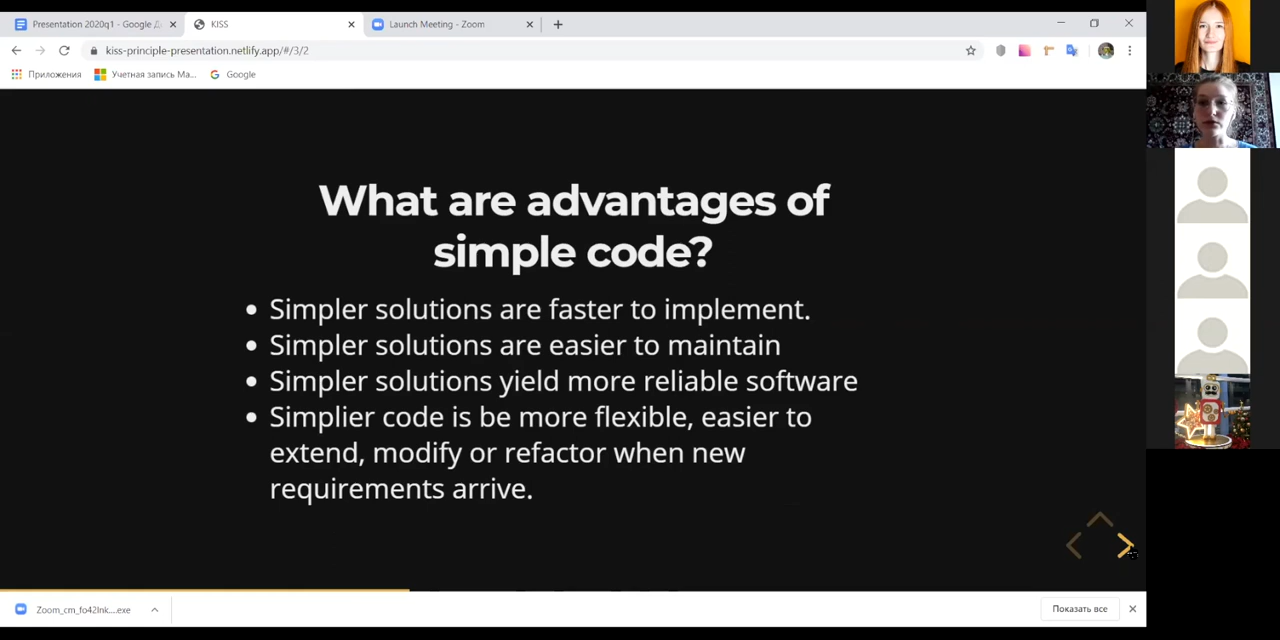 Presentation 2020q1 - Google Д
KISS
Launch Meeting - Zoom
kiss-principle-presentation.netlify.app/#/3/2
Приложения
Учетная запись Ма...
Google
What are advantages of
simple code?
Simpler solutions are faster to implement.
Simpler solutions are easier to maintain
Simpler solutions yield more reliable software
Simplier code is be more flexible, easier to
extend, modify or refactor when new
requirements arrive.
Zoom_cm_fo42lnk....exe
Показать все